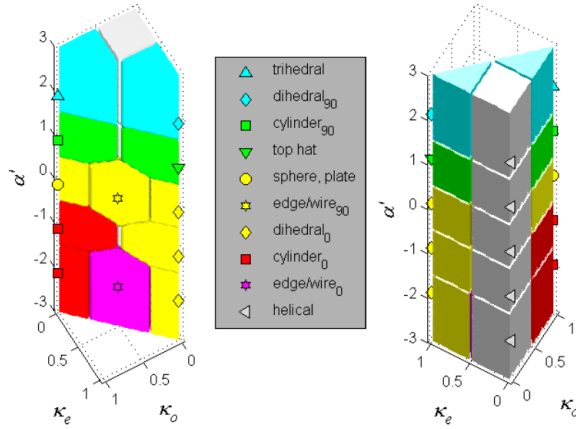 3
2
1
0
-1
-2
-3
α'
0
0.5
1
κe
1
0.5
0
κo
trihedral
dihedral90
cylinder90
top hat
sphere, plate
edge/wire90
dihedral0
cylinder0
edge/wire0
helical
3
2
1
0
-1
-2
-3
α'
1
0.5
0
κe
0
0.5
1
κo